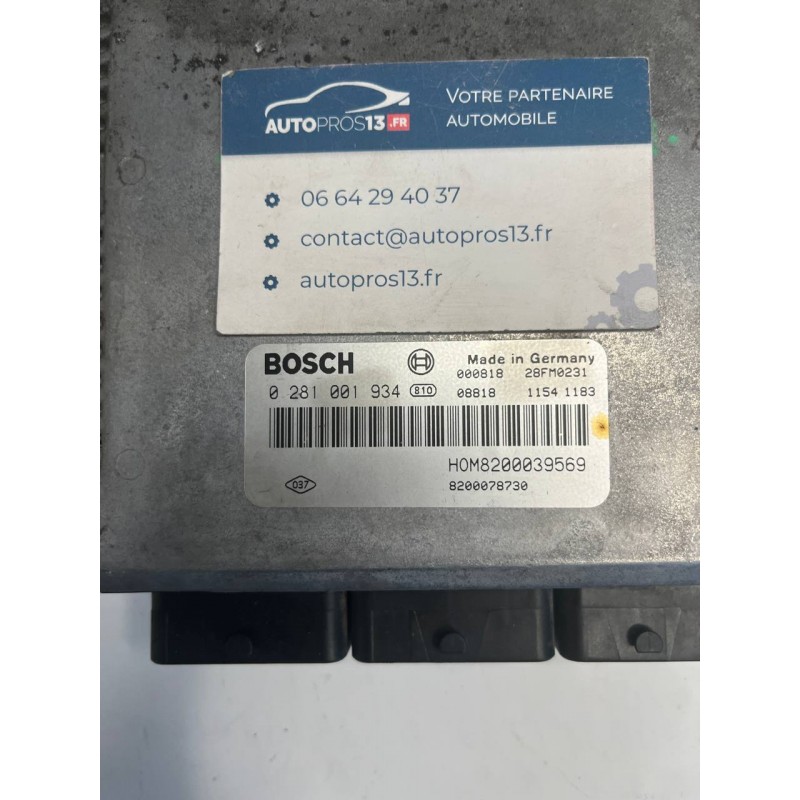 AUTOPROS13.FR
VOTRE PARTENAIRE
AUTOMOBILE
06 64 29 40 37
contact@autopros13.fr
autopros13.fr
BOSCH
Made in Germany
000818 28FM0231
0 281 001 934 810 08818 1154 1183
HOM8200039569
037
8200078730